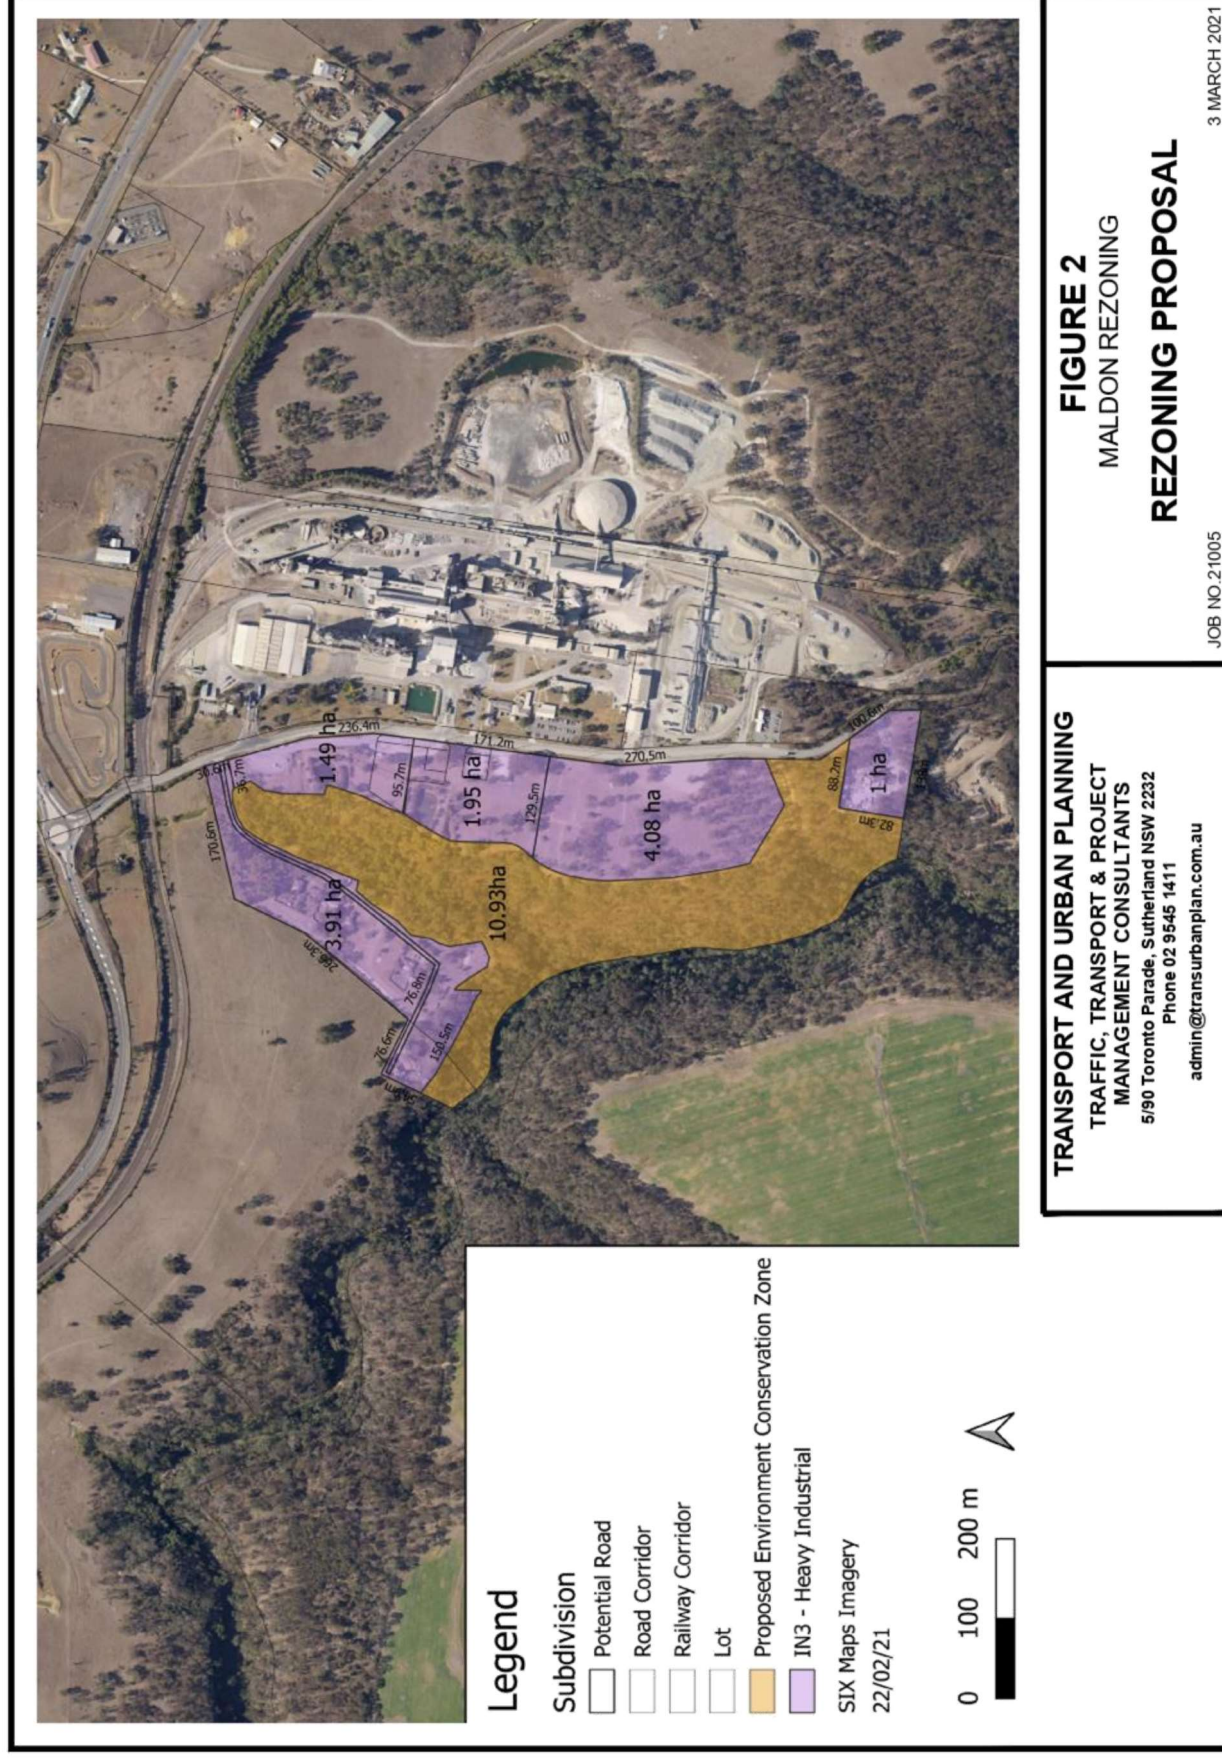 30.6m
36.7m
170.6m
1.49 ha
236.4m
95.7m
171.2m
1.95 ha
129.5m
270.5m
4.08 ha
3.91 ha
10.93ha
76.8m
76.6m
150.5m
88.2m
100.6m
1 ha
82.3m
Legend
Subdivision
Potential Road
Road Corridor
Railway Corridor
Lot
Proposed Environment Conservation Zone
IN3 - Heavy Industrial
SIX Maps Imagery
22/02/21
0 100 200 m
TRANSPORT AND URBAN PLANNING
TRAFFIC, TRANSPORT & PROJECT
MANAGEMENT CONSULTANTS
5/90 Toronto Parade, Sutherland NSW 2232
Phone 02 9545 1411
admin@transurbanplan.com.au
FIGURE 2
MALDON REZONING
REZONING PROPOSAL
JOB NO.21005
3 MARCH 2021